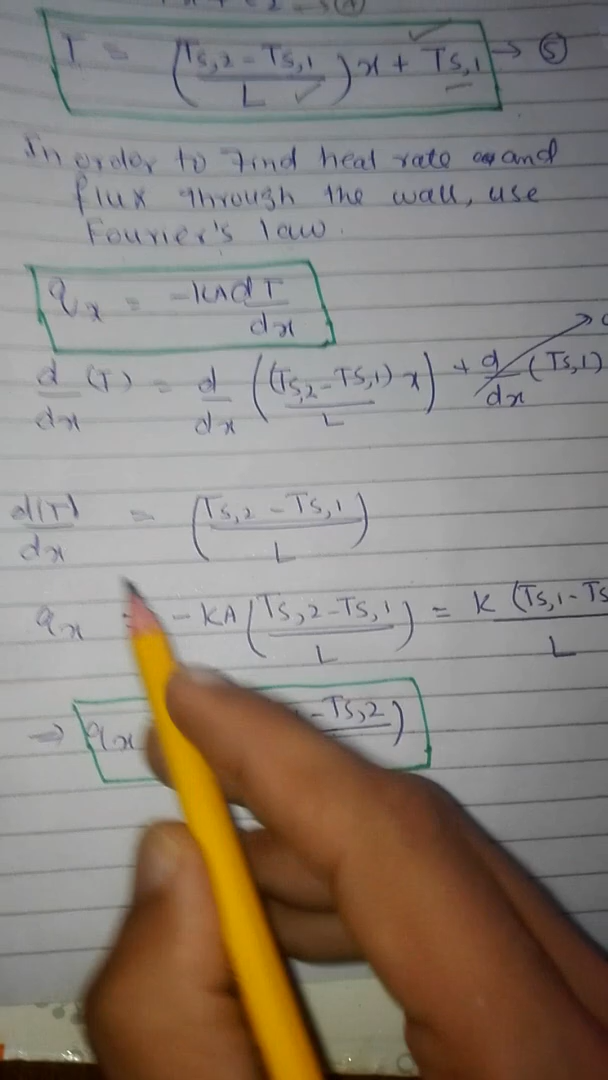 T = (Ts,2 - Ts,1 / L) x + Ts,1 → ⑤
In order to find heat rate and
flux through the wall, use
Fourier's law.
qx = -KA dT/dx
d/dx (T) = d/dx ((Ts,2 - Ts,1) x / L) + d/dx (Ts,1)
d(T)/dx = (Ts,2 - Ts,1 / L)
qx = -KA (Ts,2 - Ts,1 / L) = K (Ts,1 - Ts / L
⇒ qx - Ts,2)